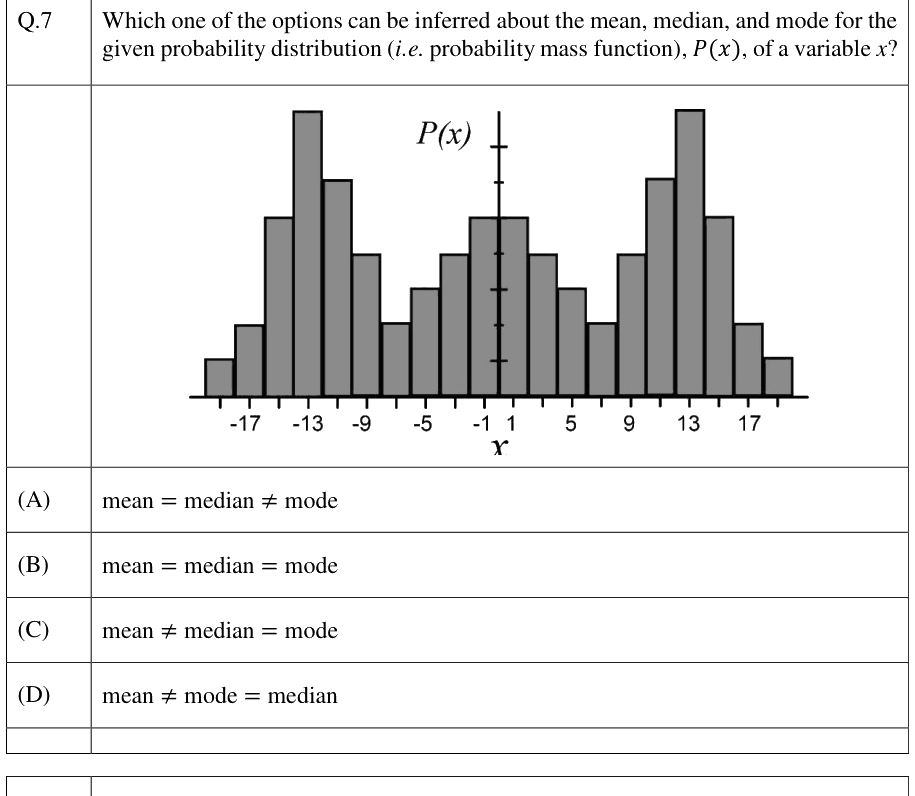 Q.7
Which one of the options can be inferred about the mean, median, and mode for the
given probability distribution (i.e. probability mass function), P(x), of a variable x?
P(x)
-17 -13 -9 -5 -1 1 5 9 13 17
x
(A) mean = median ≠ mode
(B) mean = median = mode
(C) mean ≠ median = mode
(D) mean ≠ mode = median